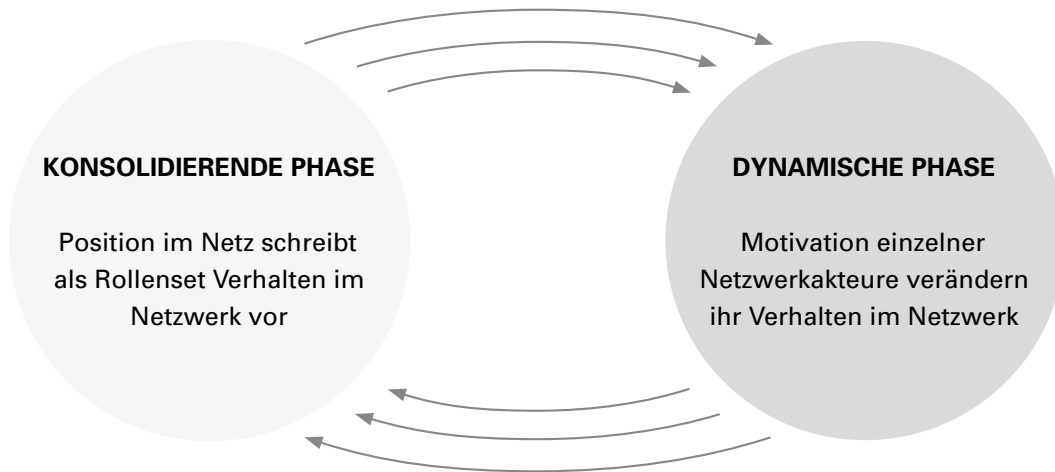 KONSOLIDIERENDE PHASE
Position im Netz schreibt
als Rollenset Verhalten im
Netzwerk vor
DYNAMISCHE PHASE
Motivation einzelner
Netzwerkakteure verändern
ihr Verhalten im Netzwerk